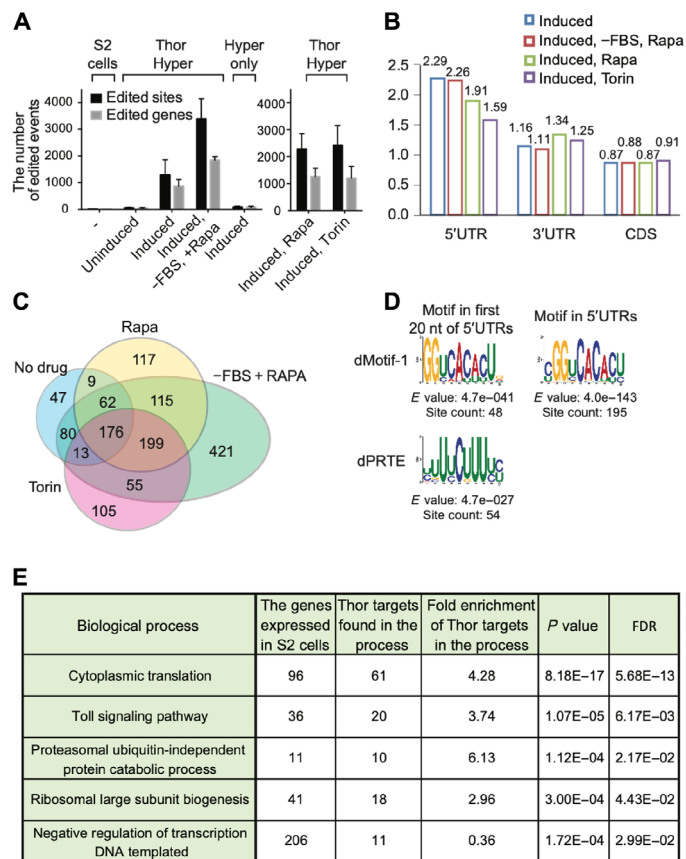 A
S2
cells
Thor
Hyper
Hyper
only
Thor
Hyper
Edited sites
Edited genes
The number
of edited events
4000
3000
2000
1000
0
4000
3000
2000
1000
0
-
Uninduced
Induced
Induced,
–FBS, +Rapa
Induced
Induced, Rapa
Induced, Torin
B
Induced
Induced, –FBS, Rapa
Induced, Rapa
Induced, Torin
2.5
2.0
1.5
1.0
0.5
0.0
2.29
2.26
1.91
1.59
1.16
1.11
1.34
1.25
0.87
0.88
0.87
0.91
5′UTR
3′UTR
CDS
C
Rapa
No drug
–FBS + RAPA
Torin
117
9
47
62
115
80
176
199
421
13
55
105
D
Motif in first
20 nt of 5′UTRs
Motif in 5′UTRs
dMotif-1
E value: 4.7e–041
Site count: 48
E value: 4.0e–143
Site count: 195
dPRTE
E value: 4.7e–027
Site count: 54
E
Biological process
The genes
expressed
in S2 cells
Thor targets
found in the
process
Fold enrichment
of Thor targets
in the process
P value
FDR
Cytoplasmic translation
96
61
4.28
8.18E–17
5.68E–13
Toll signaling pathway
36
20
3.74
1.07E–05
6.17E–03
Proteasomal ubiquitin-independent
protein catabolic process
11
10
6.13
1.12E–04
2.17E–02
Ribosomal large subunit biogenesis
41
18
2.96
3.00E–04
4.43E–02
Negative regulation of transcription
DNA templated
206
11
0.36
1.72E–04
2.99E–02